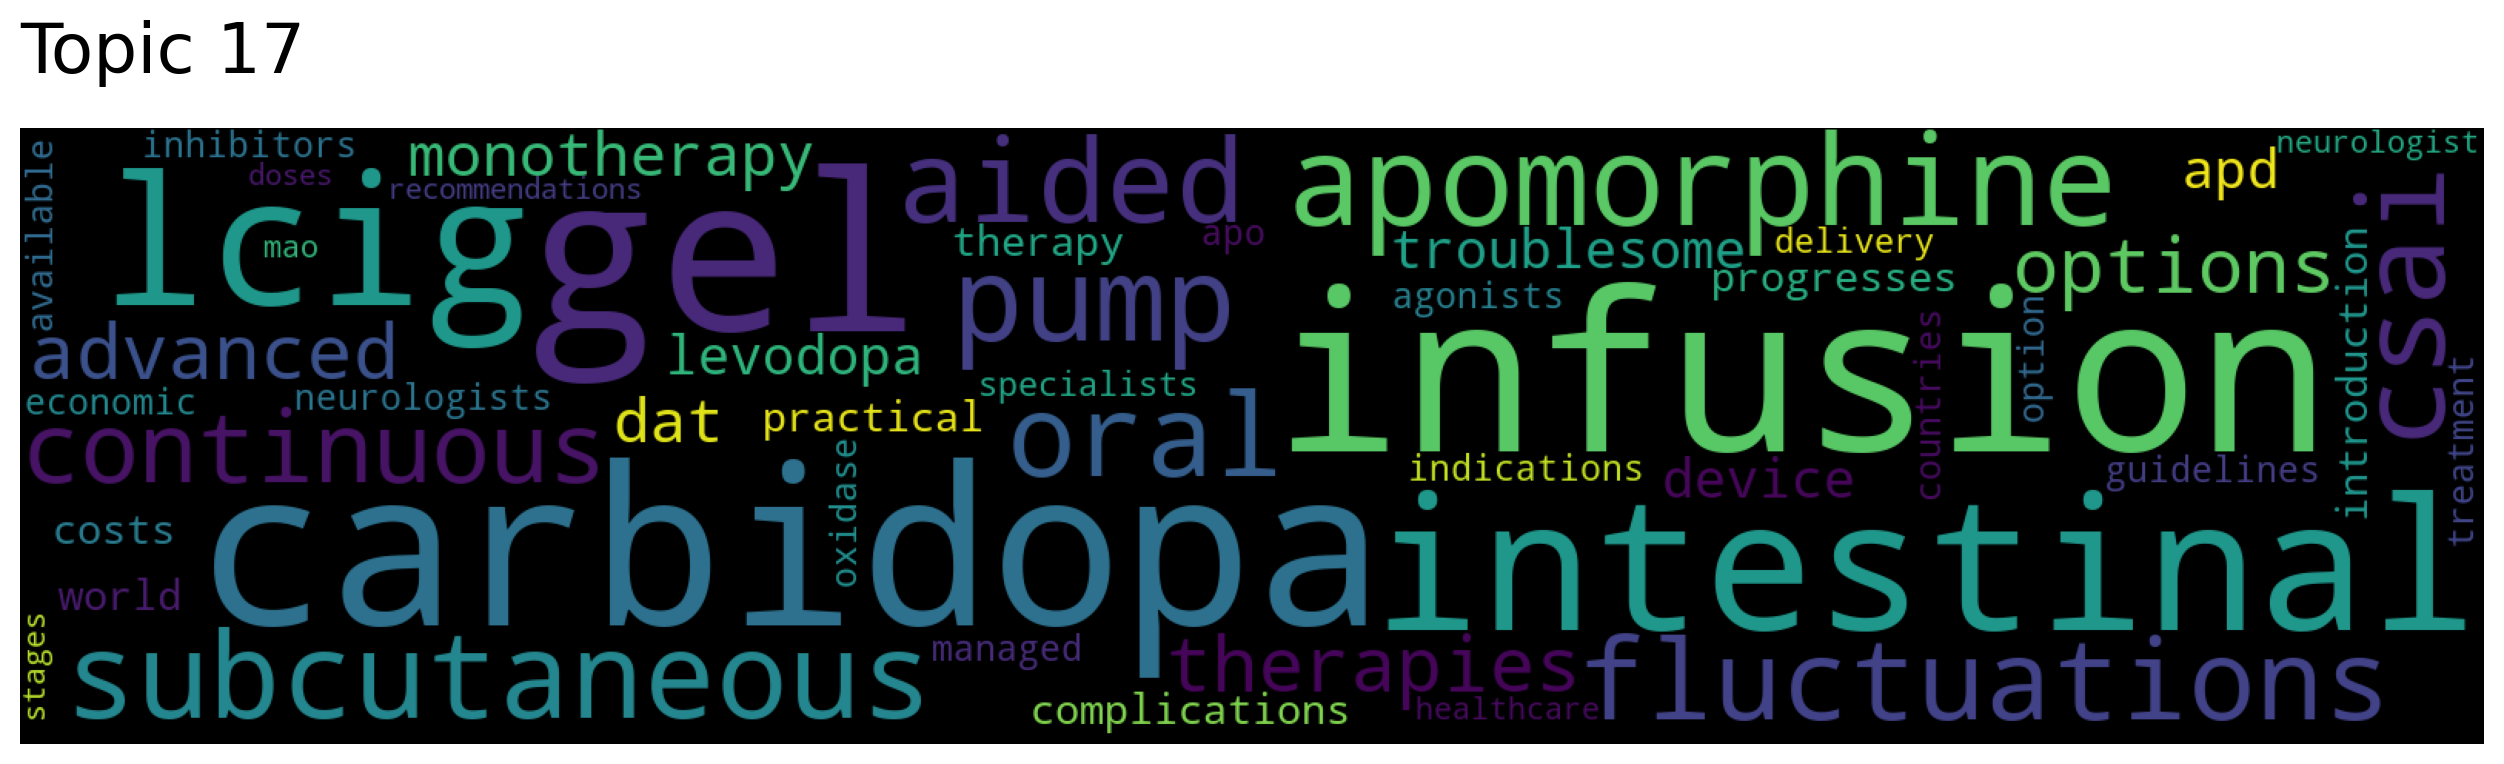 Topic 17
inhibitors
monotherapy
aided
apomorphine
apd
neurologist
available
doses
recommendations
lcig
gel
mao
therapy
apo
troublesome
delivery
options
csai
pump
agonists
progresses
advanced
levodopa
infusion
option
countries
introduction
economic
neurologists
specialists
continuous
dat
practical
oral
treatment
oxidase
indications
device
guidelines
costs
carbidopa
intestinal
world
stages
subcutaneous
managed
therapies
fluctuations
complications
healthcare